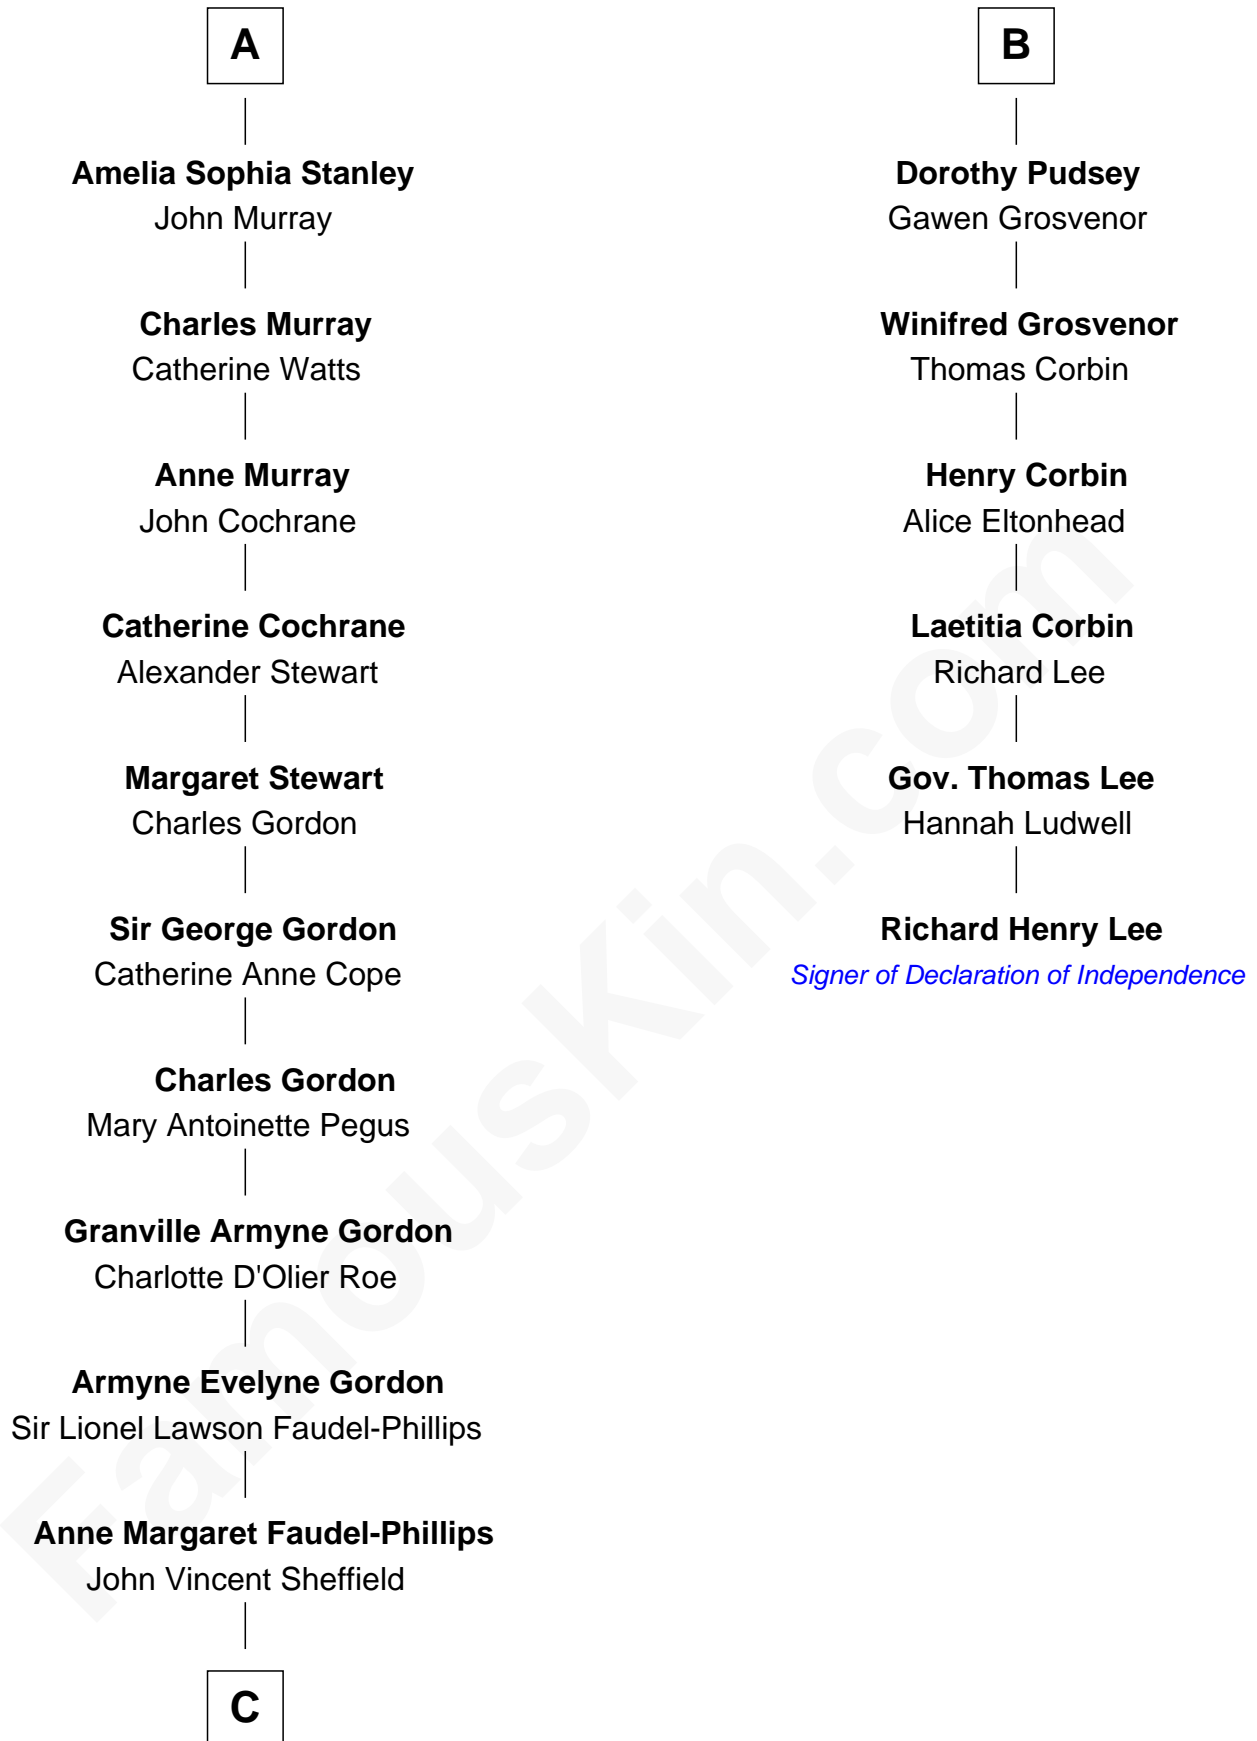 A
Amelia Sophia Stanley
John Murray
Charles Murray
Catherine Watts
Anne Murray
John Cochrane
Catherine Cochrane
Alexander Stewart
Margaret Stewart
Charles Gordon
Sir George Gordon
Catherine Anne Cope
Charles Gordon
Mary Antoinette Pegus
Granville Armyne Gordon
Charlotte D'Olier Roe
Armyne Evelyne Gordon
Sir Lionel Lawson Faudel-Phillips
Anne Margaret Faudel-Phillips
John Vincent Sheffield
C
B
Dorothy Pudsey
Gawen Grosvenor
Winifred Grosvenor
Thomas Corbin
Henry Corbin
Alice Eltonhead
Laetitia Corbin
Richard Lee
Gov. Thomas Lee
Hannah Ludwell
Richard Henry Lee
Signer of Declaration of Independence
FamousKin.com